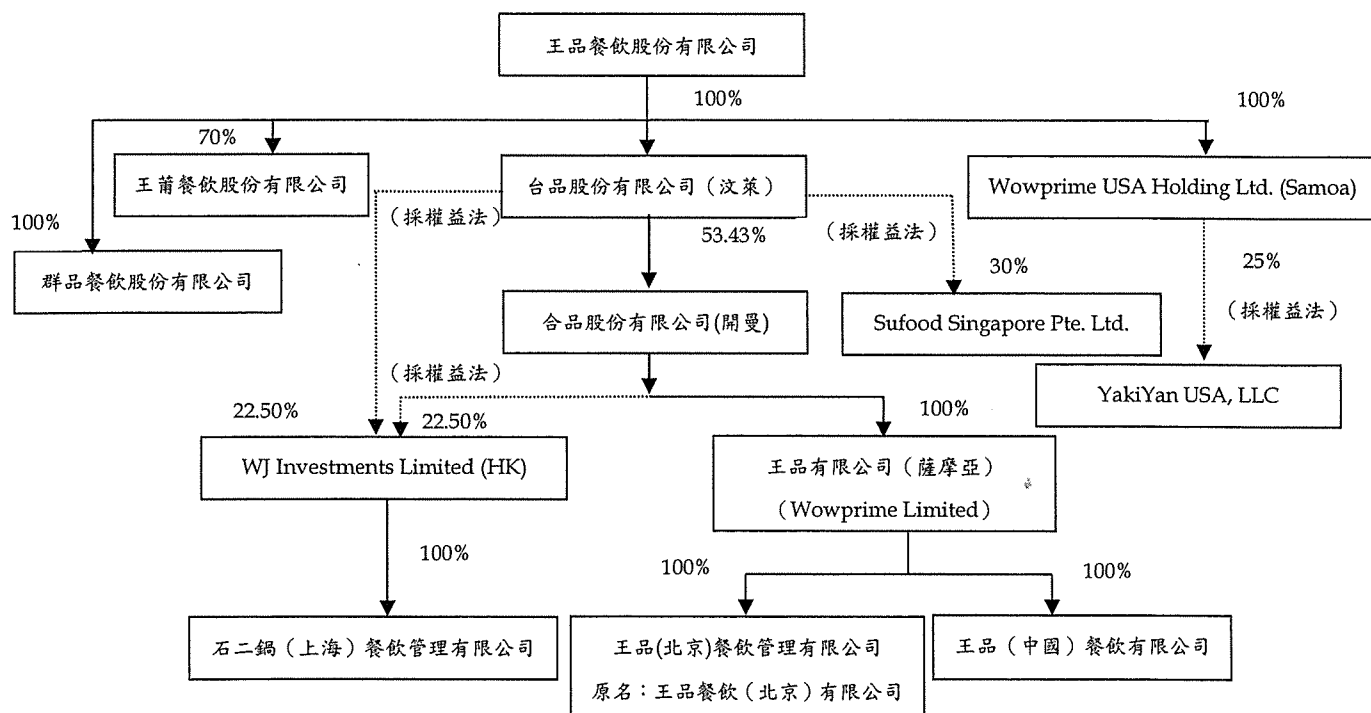 王品餐飲股份有限公司
100%
100%
70%
王莆餐飲股份有限公司
台品股份有限公司（汶萊）
Wowprime USA Holding Ltd. (Samoa)
100%
（採權益法）
53.43%
（採權益法）
30%
25%
（採權益法）
群品餐飲股份有限公司
合品股份有限公司(開曼)
Sufood Singapore Pte. Ltd.
（採權益法）
YakiYan USA, LLC
22.50%
22.50%
100%
WJ Investments Limited (HK)
王品有限公司（薩摩亞）
（Wowprime Limited）
100%
100%
100%
石二鍋（上海）餐飲管理有限公司
王品(北京)餐飲管理有限公司
原名：王品餐飲（北京）有限公司
王品（中國）餐飲有限公司